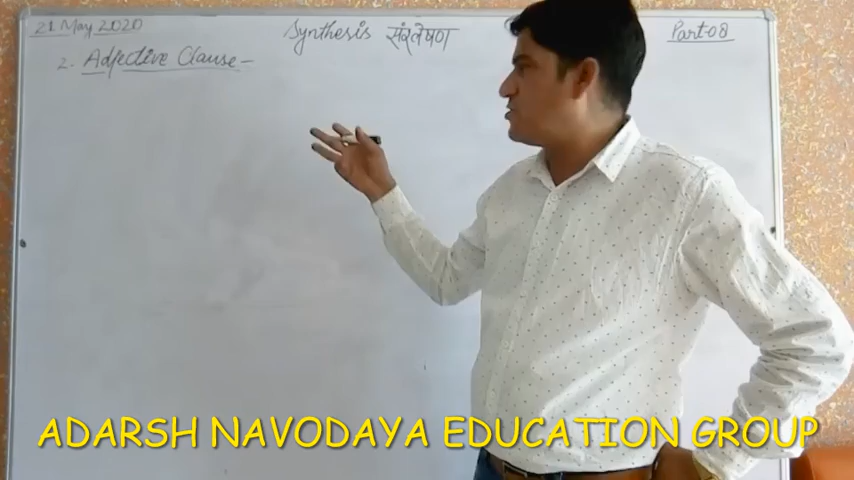 21 May 2020
Synthesis संश्लेषण
Part-08
2. Adjective Clause-
ADARSH NAVODAYA EDUCATION GROUP